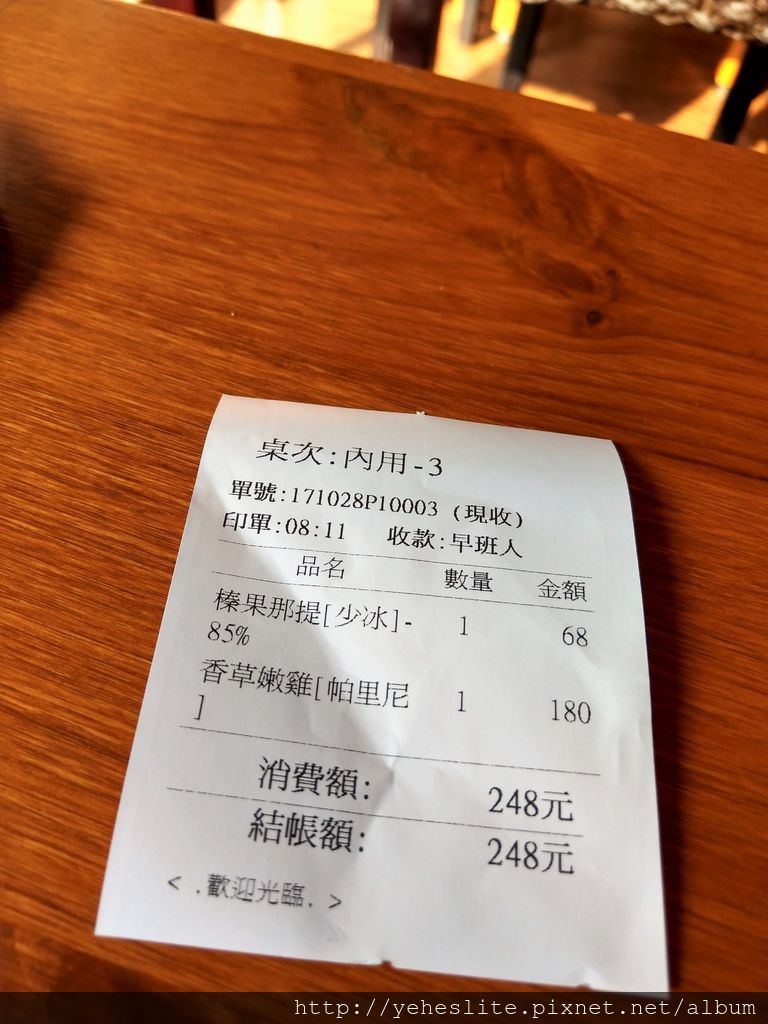 桌次:內用-3
單號:171028P10003 (現收)
印單:08:11 收款:早班人
品名 數量 金額
榛果那提[少冰]- 1 68
85%
香草嫩雞[帕里尼 1 180
]
消費額: 248元
結帳額: 248元
< .歡迎光臨. >
http://yeheslite.pixnet.net/album